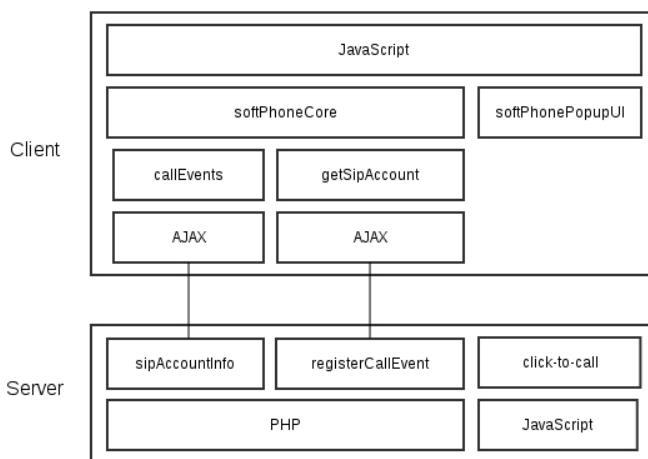 JavaScript
softPhoneCore
softPhonePopupUI
Client
callEvents
getSipAccount
AJAX
AJAX
sipAccountInfo
registerCallEvent
click-to-call
Server
PHP
JavaScript